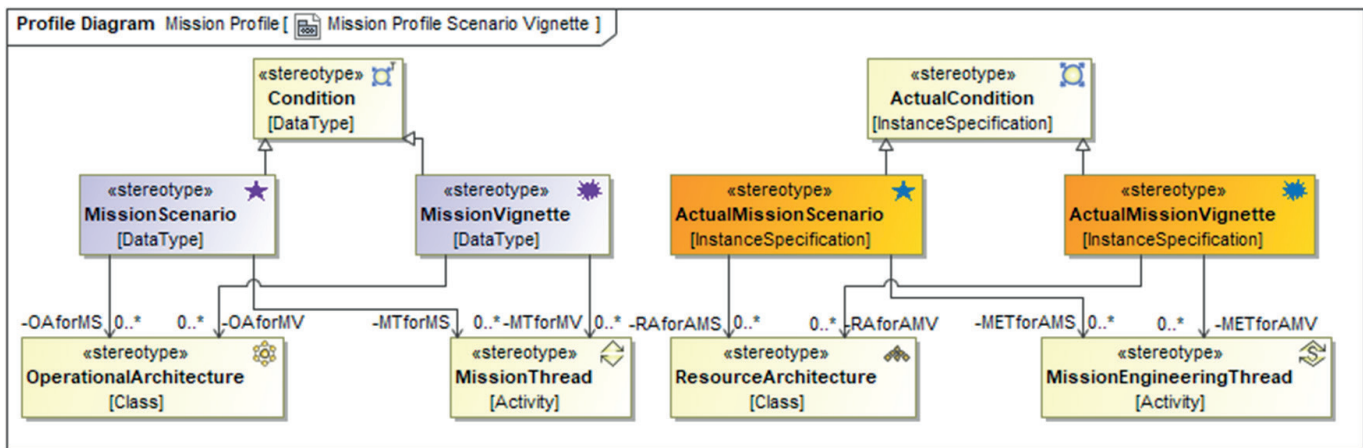 Profile Diagram Mission Profile [ Mission Profile Scenario Vignette ]
«stereotype»
Condition
[DataType]
«stereotype»
ActualCondition
[InstanceSpecification]
«stereotype»
MissionScenario
[DataType]
«stereotype»
MissionVignette
[DataType]
«stereotype»
ActualMissionScenario
[InstanceSpecification]
«stereotype»
ActualMissionVignette
[InstanceSpecification]
-OAforMS 0..* 0..* -OAforMV -MTforMS 0..* -MTforMV 0..* -RAforAMS 0..* 0..* -RAforAMV -METforAMS 0..* 0..* -METforAMV
«stereotype»
OperationalArchitecture
[Class]
«stereotype»
MissionThread
[Activity]
«stereotype»
ResourceArchitecture
[Class]
«stereotype»
MissionEngineeringThread
[Activity]